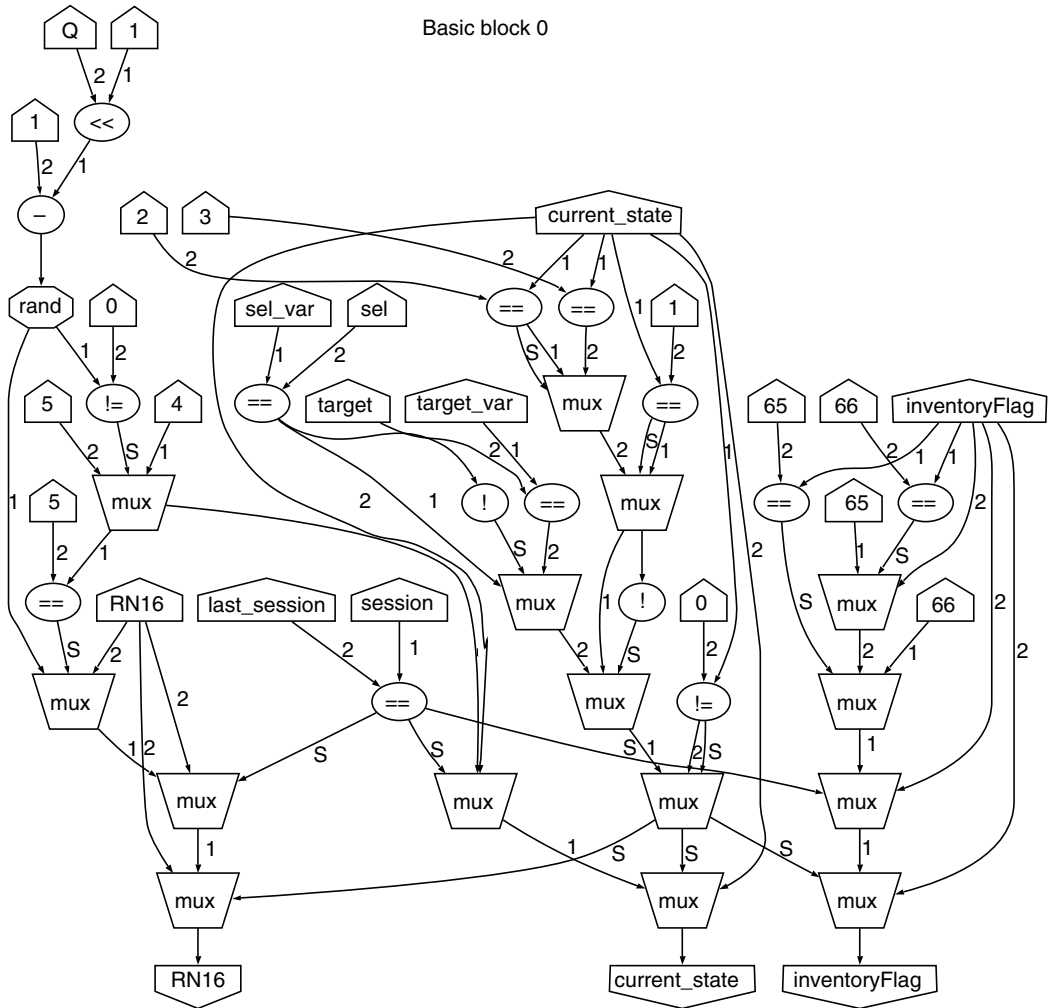 Basic block 0
Q 1
2 1
1 <<
2 1
−
2 3 current_state
2 2 1 1
rand 0 sel_var sel == == 1 1
1 2 1 2 S 1 2 2
5 != 4 == target target_var mux == 65 66 inventoryFlag
2 S 1 2 1 2 S 1 1 2 2 1 1
1 5 mux 2 1 ! == mux == 65 == 2
2 1 S 2 1 S 2
== RN16 last_session session mux 1 ! 0 mux 66 2 2
S 2 2 1 2 S 2 S 2 1
mux 2 == mux != mux
1 2 S S S 1 2 S 1
mux mux mux mux
1 1 S S S 1 2
mux mux mux
RN16 current_state inventoryFlag